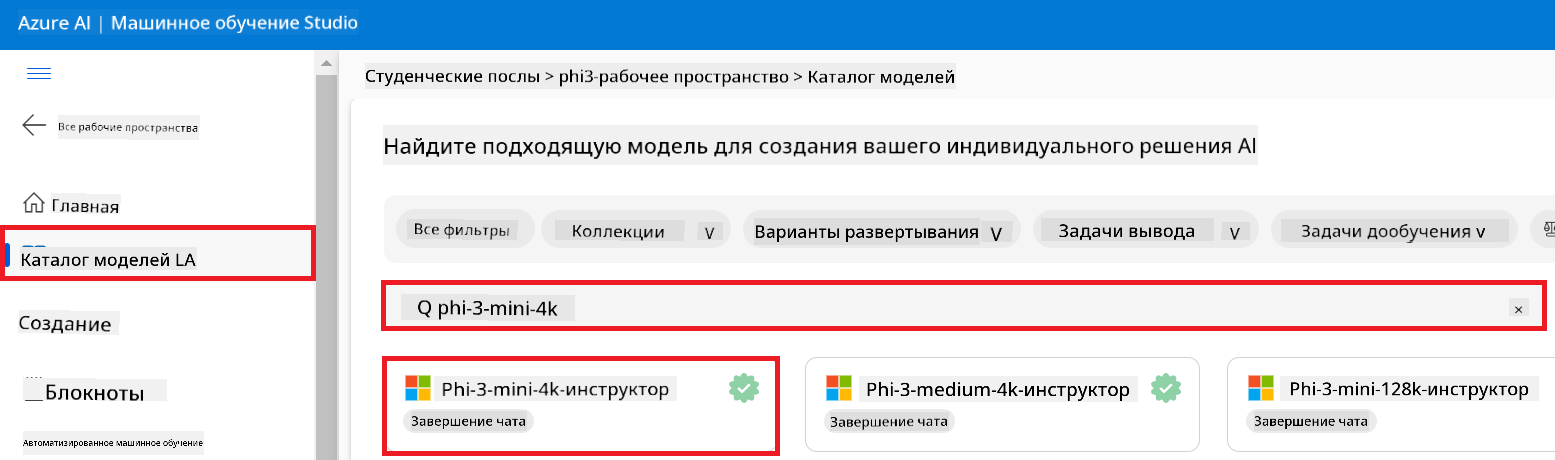 Azure AI | Машинное обучение Studio
Студенческие послы > phi3-рабочее пространство > Каталог моделей
Все рабочие пространства
Главная
Каталог моделей LA
Создание
Блокноты
Автоматизированное машинное обучение
Найдите подходящую модель для создания вашего индивидуального решения AI
Все фильтры Коллекции v Варианты развертывания v Задачи вывода v Задачи дообучения v
Q phi-3-mini-4k ×
Phi-3-mini-4k-инструктор
Завершение чата
Phi-3-medium-4k-инструктор
Завершение чата
Phi-3-mini-128k-инструктор
Завершение чата